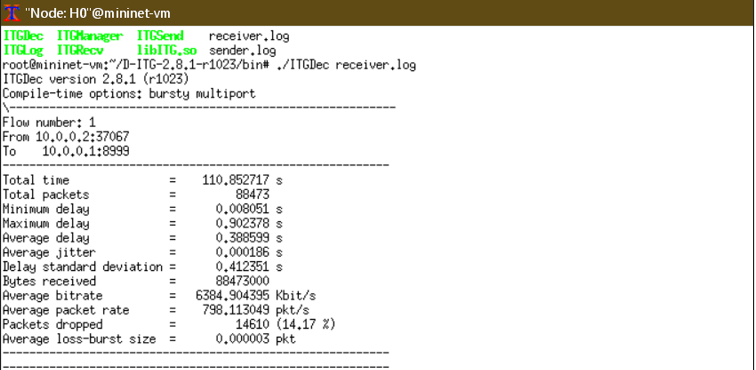 "Node: H0"@mininet-vm
ITGDec ITGManager ITGSend receiver.log
ITGLog ITGRecv libITG.so sender.log
root@mininet-vm:~/D-ITG-2.8.1-r1023/bin# ./ITGDec receiver.log
ITGDec version 2.8.1 (r1023)
Compile-time options: bursty multiport
\----------------------------------------------------------
Flow number: 1
From 10.0.0.2:37067
To 10.0.0.1:8999
----------------------------------------------------------
Total time = 110.852717 s
Total packets = 88473
Minimum delay = 0.008051 s
Maximum delay = 0.902378 s
Average delay = 0.388599 s
Average jitter = 0.000186 s
Delay standard deviation = 0.412351 s
Bytes received = 88473000
Average bitrate = 6384.904395 Kbit/s
Average packet rate = 798.113049 pkt/s
Packets dropped = 14610 (14.17 %)
Average loss-burst size = 0.000003 pkt
----------------------------------------------------------
----------------------------------------------------------